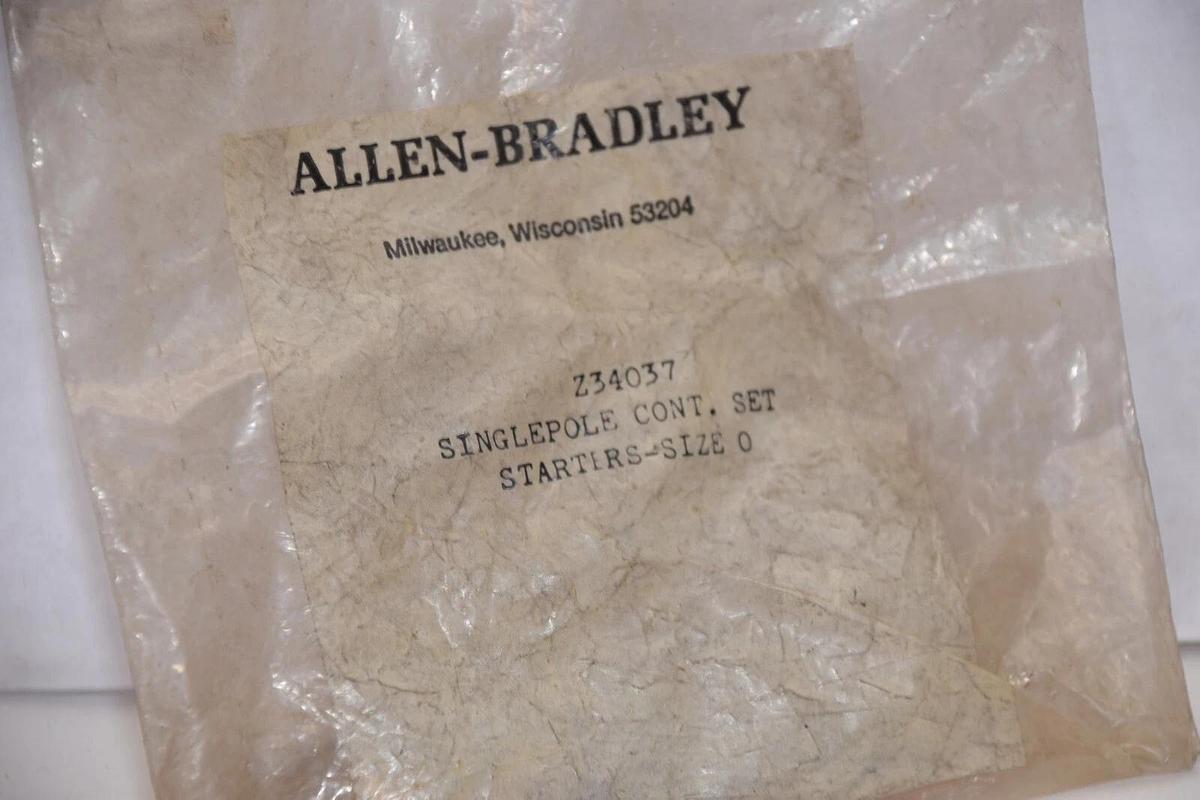 ALLEN-BRADLEY
Milwaukee, Wisconsin 53204
Z34037
SINGLEPOLE CONT. SET
STARTERS-SIZE 0